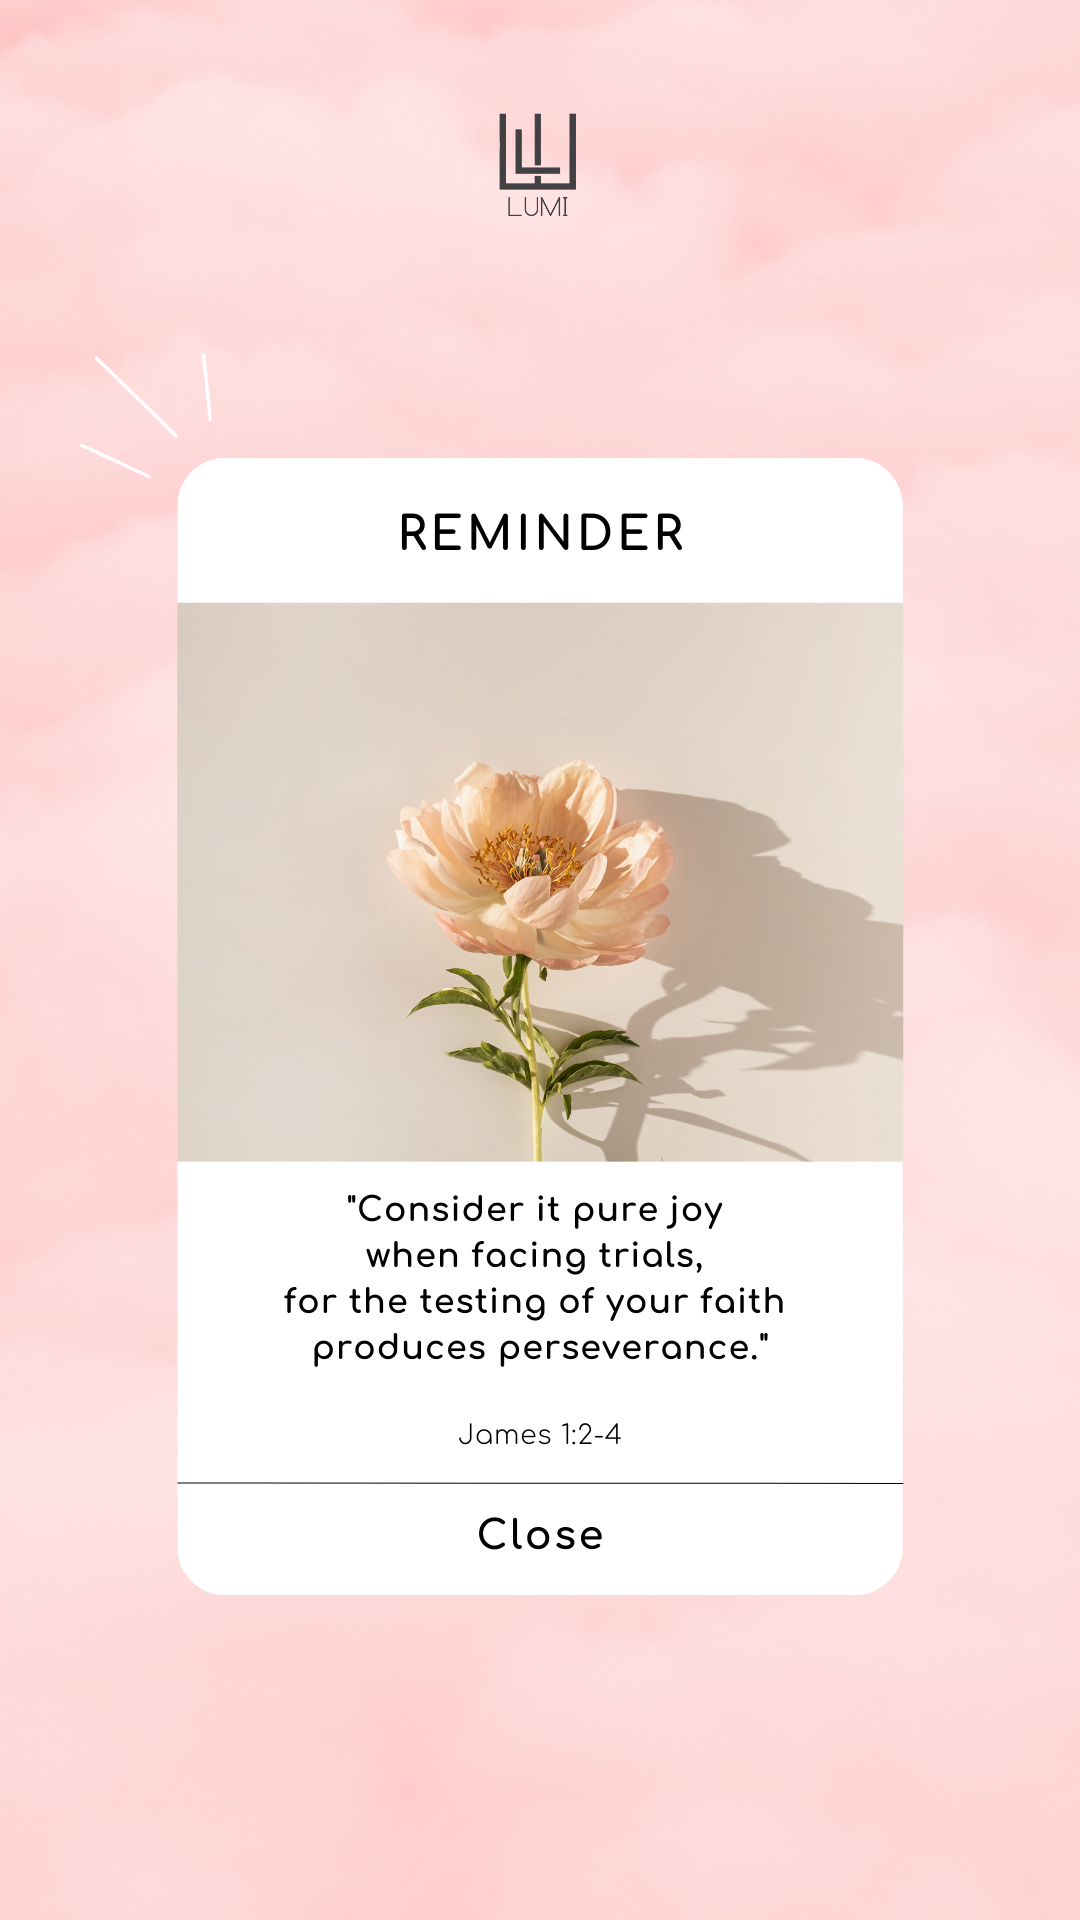 LUMI
REMINDER
"Consider it pure joy
when facing trials,
for the testing of your faith
produces perseverance."
James 1:2-4
Close